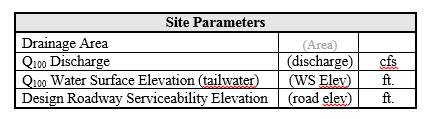 Site Parameters
Drainage Area (Area)
Q100 Discharge (discharge) cfs
Q100 Water Surface Elevation (tailwater) (WS Elev) ft.
Design Roadway Serviceability Elevation (road elev) ft.